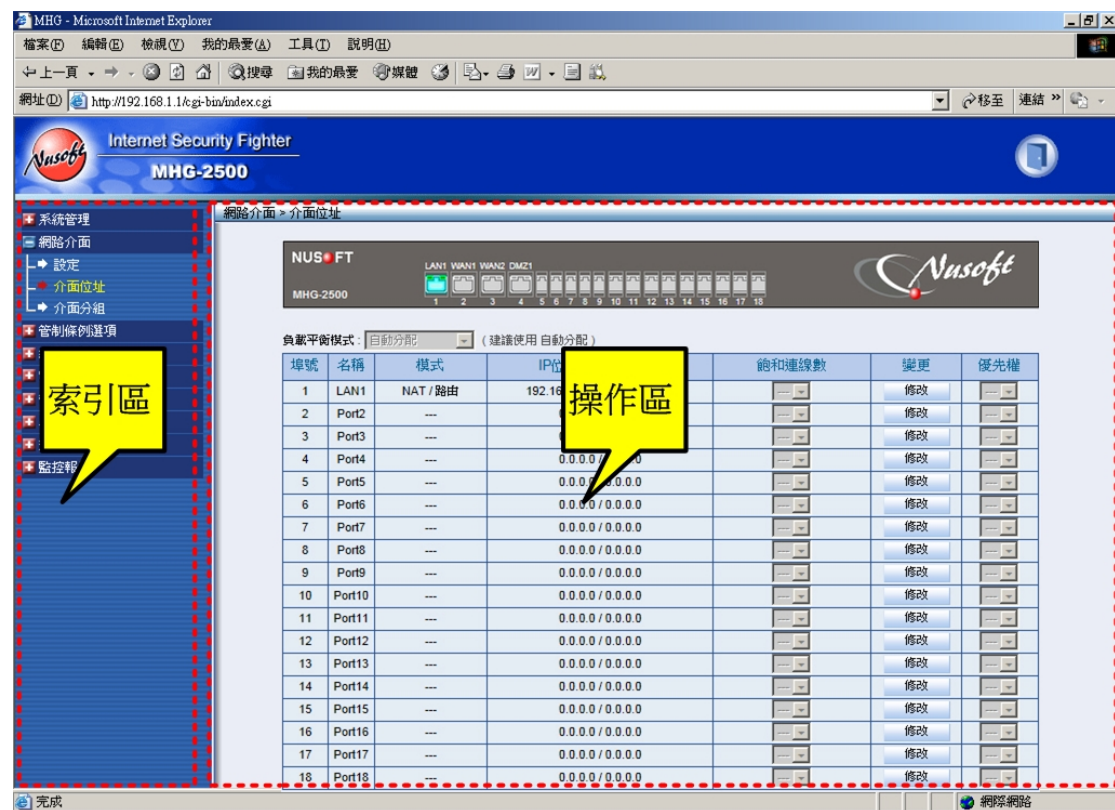 MHG - Microsoft Internet Explorer
檔案(F) 編輯(E) 檢視(V) 我的最愛(A) 工具(T) 說明(H)
上一頁 搜尋 我的最愛 媒體
網址(D) http://192.168.1.1/cgi-bin/index.cgi 移至 連結 »
Nusoft
Internet Security Fighter
MHG-2500
系統管理
網路介面
設定
介面位址
介面分組
管制條例選項
監控報
索引區
網路介面 > 介面位址
NUSOFT
LAN1 WAN1 WAN2 DMZ1
MHG-2500
1 2 3 4 5 6 7 8 9 10 11 12 13 14 15 16 17 18
Nusoft
負載平衡模式 : 自動分配 ( 建議使用 自動分配 )
操作區
埠號 名稱 模式 IP位 飽和連線數 變更 優先權
1 LAN1 NAT / 路由 192.16 --- 修改 ---
2 Port2 --- --- 修改 ---
3 Port3 --- --- 修改 ---
4 Port4 --- 0.0.0.0 / 0.0.0.0 --- 修改 ---
5 Port5 --- 0.0.0.0 / 0.0.0.0 --- 修改 ---
6 Port6 --- 0.0.0.0 / 0.0.0.0 --- 修改 ---
7 Port7 --- 0.0.0.0 / 0.0.0.0 --- 修改 ---
8 Port8 --- 0.0.0.0 / 0.0.0.0 --- 修改 ---
9 Port9 --- 0.0.0.0 / 0.0.0.0 --- 修改 ---
10 Port10 --- 0.0.0.0 / 0.0.0.0 --- 修改 ---
11 Port11 --- 0.0.0.0 / 0.0.0.0 --- 修改 ---
12 Port12 --- 0.0.0.0 / 0.0.0.0 --- 修改 ---
13 Port13 --- 0.0.0.0 / 0.0.0.0 --- 修改 ---
14 Port14 --- 0.0.0.0 / 0.0.0.0 --- 修改 ---
15 Port15 --- 0.0.0.0 / 0.0.0.0 --- 修改 ---
16 Port16 --- 0.0.0.0 / 0.0.0.0 --- 修改 ---
17 Port17 --- 0.0.0.0 / 0.0.0.0 --- 修改 ---
18 Port18 --- 0.0.0.0 / 0.0.0.0 --- 修改 ---
完成 網際網路